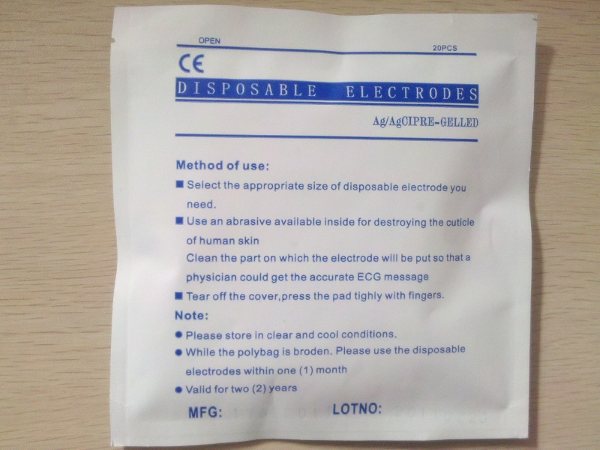 OPEN
20PCS
CE
DISPOSABLE ELECTRODES
Ag/AgCIPRE-GELLED
Method of use:
■ Select the appropriate size of disposable electrode you
need.
■ Use an abrasive available inside for destroying the cuticle
of human skin
Clean the part on which the electrode will be put so that a
physician could get the accurate ECG message
■ Tear off the cover,press the pad tighly with fingers.
Note:
● Please store in clear and cool conditions.
● While the polybag is broden. Please use the disposable
electrodes within one (1) month
● Valid for two (2) years
MFG: LOTNO: